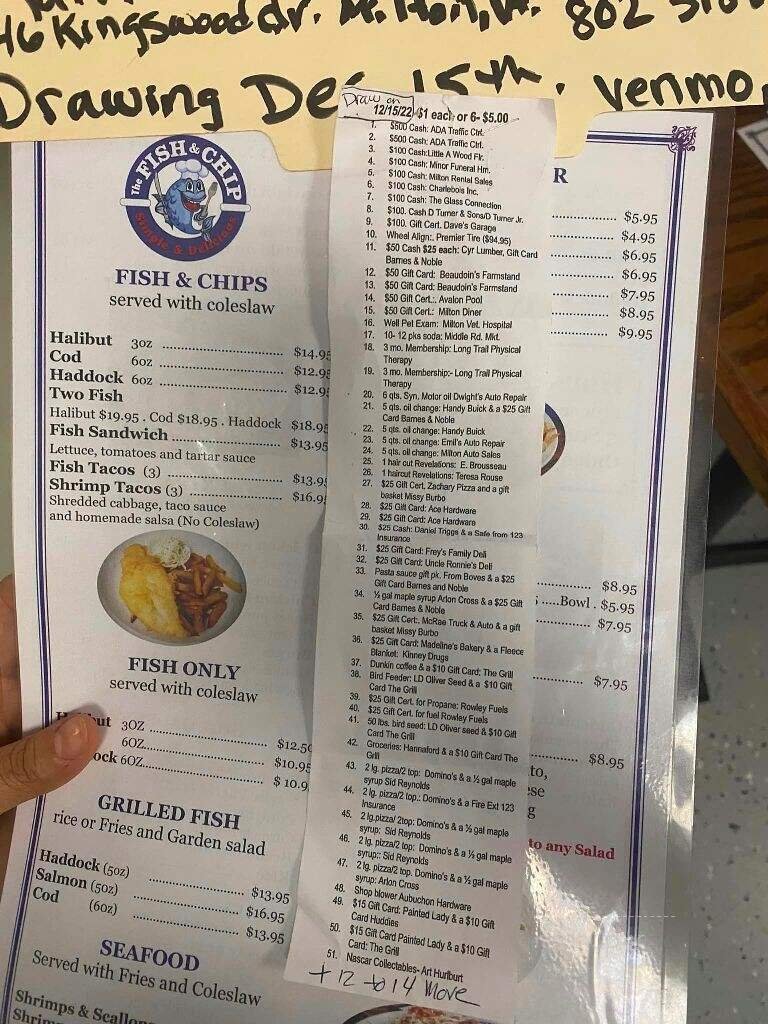 46 Kingswood dr. Milton, Vt. 802
Drawing Dec 15th. venmo,
Draw on
12/15/22 $1 each or 6- $5.00
1. $500 Cash: ADA Traffic Ctrl.
2. $500 Cash: ADA Traffic Ctrl.
3. $100 Cash:Little A Wood Flr.
4. $100 Cash: Minor Funeral Hm.
5. $100 Cash: Milton Rental Sales
6. $100 Cash: Charlebois Inc.
7. $100 Cash: The Glass Connection
8. $100. Cash D Turner & Sons/D Turner Jr.
9. $100. Gift Cert. Dave's Garage
10. Wheel Align:. Premier Tire ($94.95)
11. $50 Cash $25 each: Cyr Lumber, Gift Card
Barnes & Noble
12. $50 Gift Card: Beaudoin's Farmstand
13. $50 Gift Card: Beaudoin's Farmstand
14. $50 Gift Cert:. Avalon Pool
15. $50 Gift Cert.: Milton Diner
16. Well Pet Exam: Milton Vet. Hospital
17. 10- 12 pks soda: Middle Rd. Mkt.
18. 3 mo. Membership: Long Trail Physical
Therapy
19. 3 mo. Membership:- Long Trail Physical
Therapy
20. 6 qts. Syn. Motor oil Dwight's Auto Repair
21. 5 qts. oil change: Handy Buick & a $25 Gift
Card Barnes & Noble
22. 5 qts. oil change: Handy Buick
23. 5 qts. oil change: Emil's Auto Repair
24. 5 qts. oil change: Milton Auto Sales
25. 1 hair cut Revelations: E. Brousseau
26. 1 haircut Revelations: Teresa Rouse
27. $25 Gift Cert. Zachary Pizza and a gift
basket Missy Burbo
28. $25 Gift Card: Ace Hardware
29. $25 Gift Card: Ace Hardware
30. $25 Cash: Daniel Triggs & a Safe from 123
Insurance
31. $25 Gift Card: Frey's Family Deli
32. $25 Gift Card: Uncle Ronnie's Deli
33. Pasta sauce gift pk. From Boves & a $25
Gift Card Barnes and Noble
34. ½ gal maple syrup Arlon Cross & a $25 Gift
Card Barnes & Noble
35. $25 Gift Cert:. McRae Truck & Auto & a gift
basket Missy Burbo
36. $25 Gift Card: Madeline's Bakery & a Fleece
Blanket: Kinney Drugs
37. Dunkin coffee & a $10 Gift Card: The Grill
38. Bird Feeder: LD Oliver Seed & a $10 Gift
Card The Grill
39. $25 Gift Cert. for Propane: Rowley Fuels
40. $25 Gift Cert. for fuel Rowley Fuels
41. 50 lbs. bird seed: LD Oliver seed & $10 Gift
Card The Grill
42. Groceries: Hannaford & a $10 Gift Card The
Grill
43. 2 lg. pizza/2 top: Domino's & a ½ gal maple
syrup Sid Reynolds
44. 2 lg. pizza/2 top.: Domino's & a Fire Ext 123
Insurance
45. 2 lg.pizza/ 2top: Domino's & a ½ gal maple
syrup: Sid Reynolds
46. 2 lg. pizza/2 top. Domino's & a ½ gal maple
syrup:: Sid Reynolds
47. 2 lg. pizza/2 top. Domino's & a ½ gal maple
syrup: Arlon Cross
48. Shop blower Aubuchon Hardware
49. $15 Gift Card: Painted Lady & a $10 Gift
Card Huddies
50. $15 Gift Card Painted Lady & a $10 Gift
Card: The Grill
51. Nascar Collectables- Art Hurlburt
+ 12 to 14 More
The FISH & CHIP
Simple & Delicious
FISH & CHIPS
served with coleslaw
Halibut 3oz $14.95
Cod 6oz $12.9
Haddock 6oz $12.9
Two Fish
Halibut $19.95 . Cod $18.95 . Haddock $18.95
Fish Sandwich $13.95
Lettuce, tomatoes and tartar sauce
Fish Tacos (3) $13.9
Shrimp Tacos (3) $16.9
Shredded cabbage, taco sauce
and homemade salsa (No Coleslaw)
FISH ONLY
served with coleslaw
but 3OZ $12.50
6OZ $10.95
ock 6OZ $ 10.9
GRILLED FISH
rice or Fries and Garden salad
Haddock (5oz) $13.95
Salmon (5oz) $16.95
Cod (6oz) $13.95
SEAFOOD
Served with Fries and Coleslaw
Shrimps & Scallop
Shrim
R
$5.95
$4.95
$6.95
$6.95
$7.95
$8.95
$9.95
$8.95
Bowl . $5.95
$7.95
$7.95
$8.95
to,
se
g
to any Salad